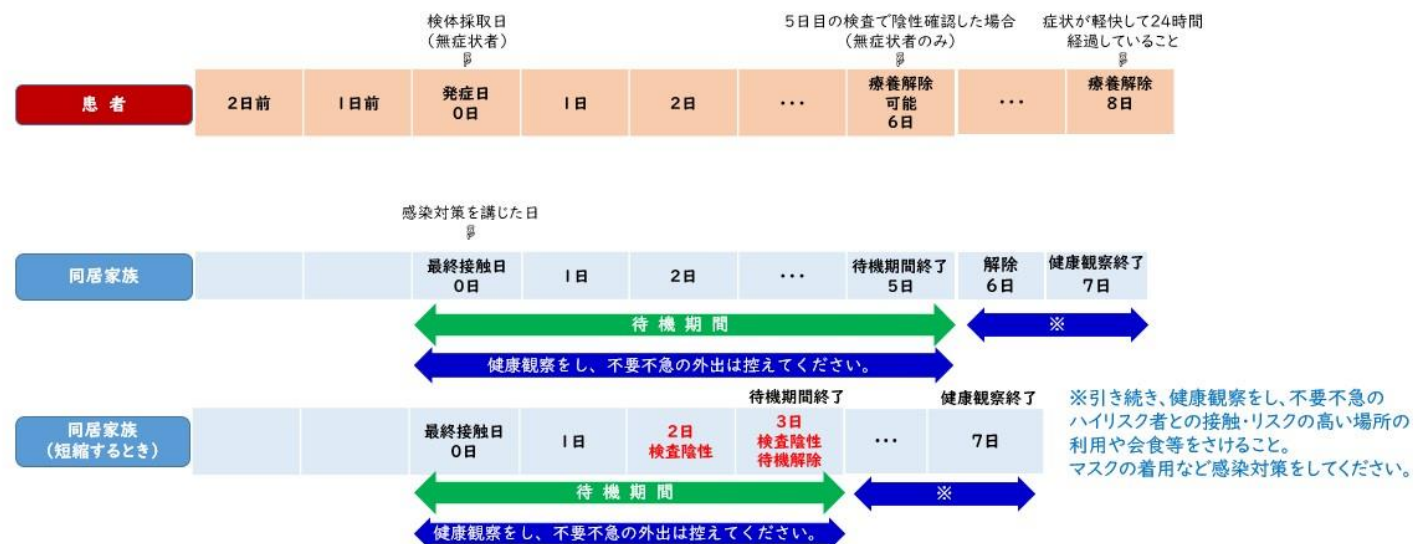 検体採取日
(無症状者)
5日目の検査で陰性確認した場合
(無症状者のみ)
症状が軽快して24時間
経過していること
患 者
2日前
1日前
発症日
0日
1日
2日
・・・
療養解除
可能
6日
・・・
療養解除
8日
感染対策を講じた日
同居家族
最終接触日
0日
1日
2日
・・・
待機期間終了
5日
解除
6日
健康観察終了
7日
待 機 期 間
※
健康観察をし、不要不急の外出は控えてください。
待機期間終了
健康観察終了
同居家族
(短縮するとき)
最終接触日
0日
1日
2日
検査陰性
3日
検査陰性
待機解除
・・・
7日
待 機 期 間
※
健康観察をし、不要不急の外出は控えてください。
※引き続き、健康観察をし、不要不急の
ハイリスク者との接触・リスクの高い場所の
利用や会食等をさけること。
マスクの着用など感染対策をしてください。